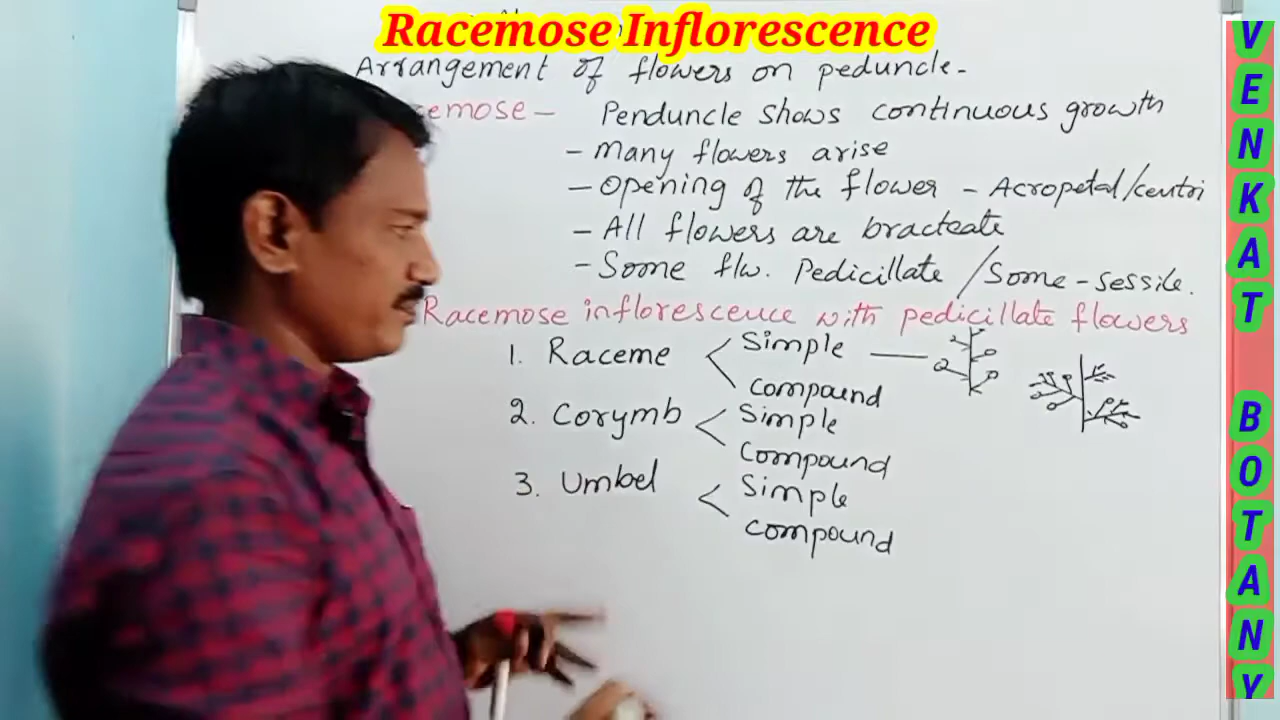 Racemose Inflorescence
Arrangement of flowers on peduncle-
emose - Penduncle shows continuous growth
- Many flowers arise
- Opening of the flower - Acropetal/centri
- All flowers are bracteate
- Some flw. Pedicillate / Some - sessile.
Racemose inflorescence with pedicillate flowers
1. Raceme < Simple
compound
2. Corymb < Simple
Compound
3. Umbel < Simple
compound
VENKAT BOTANY